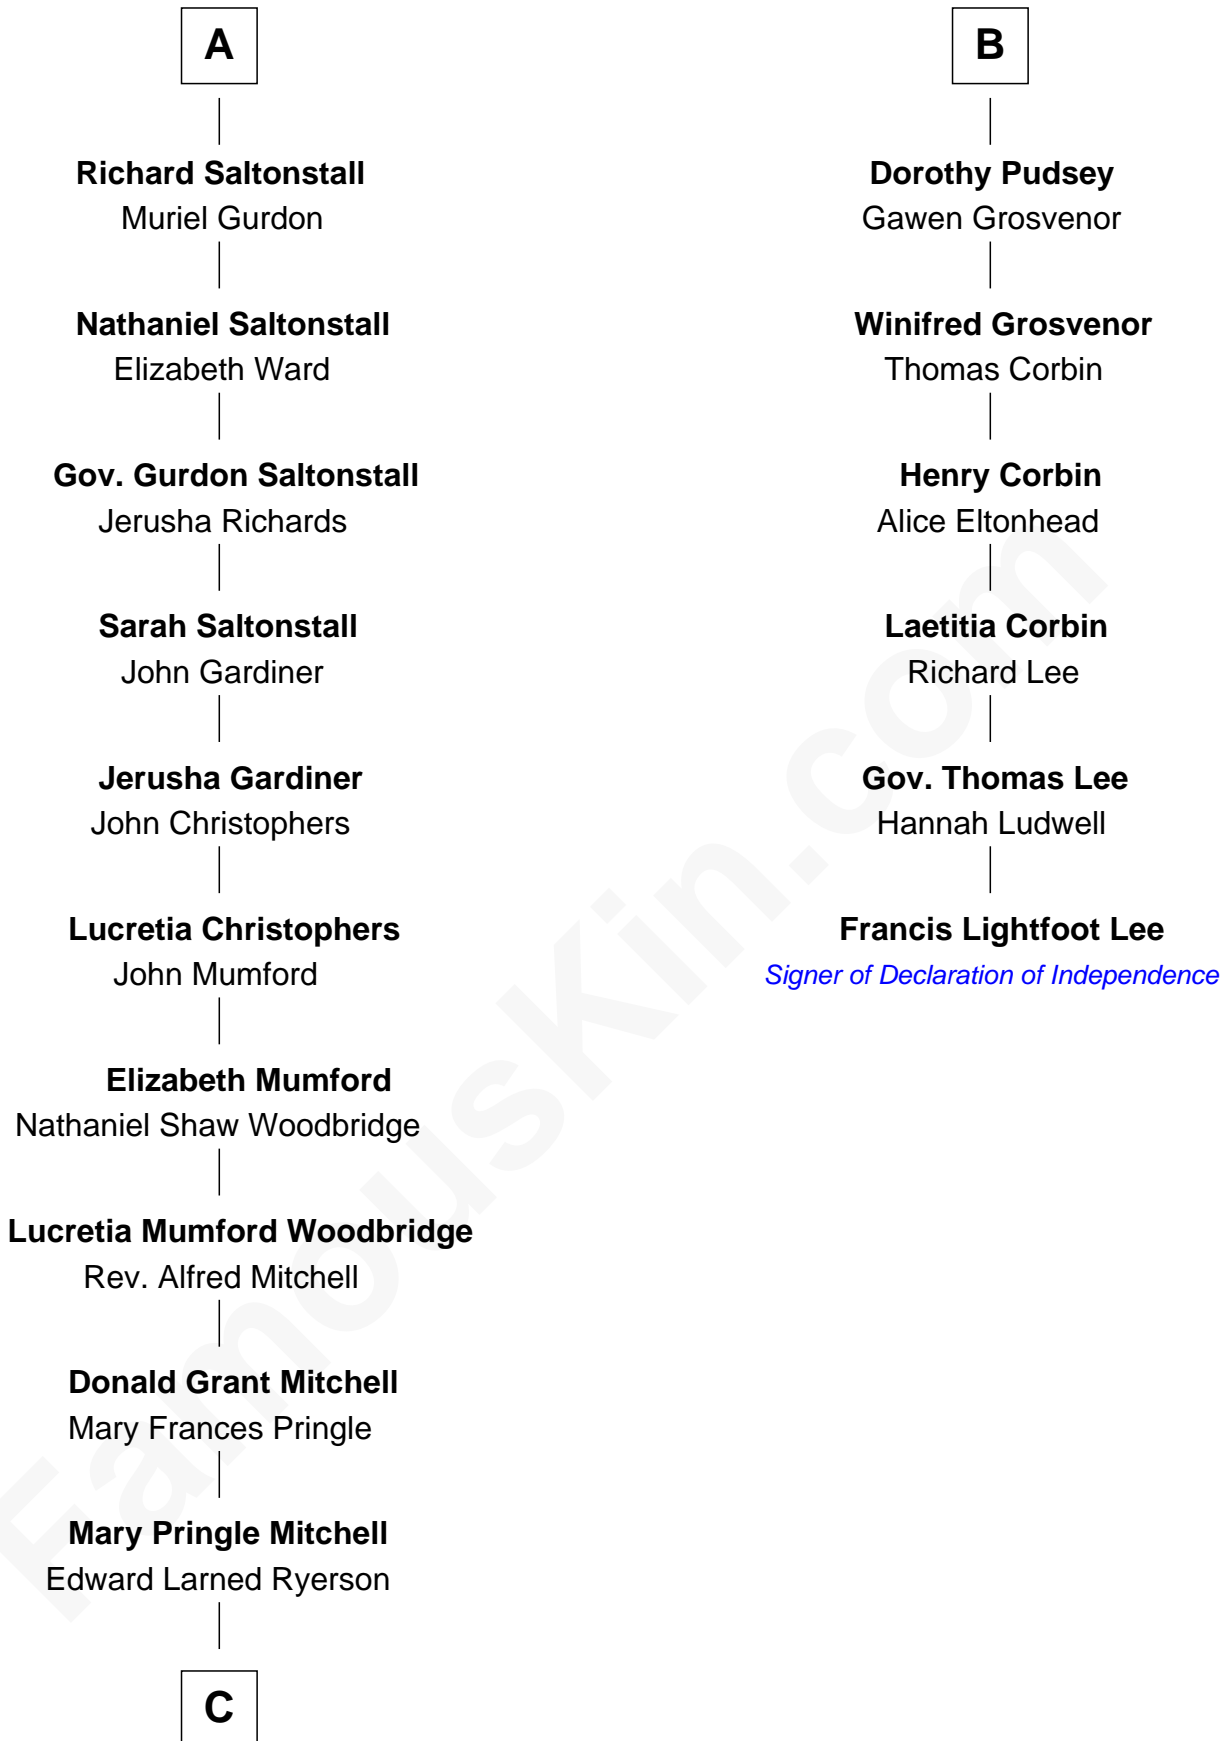 A
Richard Saltonstall
Muriel Gurdon
Nathaniel Saltonstall
Elizabeth Ward
Gov. Gurdon Saltonstall
Jerusha Richards
Sarah Saltonstall
John Gardiner
Jerusha Gardiner
John Christophers
Lucretia Christophers
John Mumford
Elizabeth Mumford
Nathaniel Shaw Woodbridge
Lucretia Mumford Woodbridge
Rev. Alfred Mitchell
Donald Grant Mitchell
Mary Frances Pringle
Mary Pringle Mitchell
Edward Larned Ryerson
C
B
Dorothy Pudsey
Gawen Grosvenor
Winifred Grosvenor
Thomas Corbin
Henry Corbin
Alice Eltonhead
Laetitia Corbin
Richard Lee
Gov. Thomas Lee
Hannah Ludwell
Francis Lightfoot Lee
Signer of Declaration of Independence
FamousKin.com